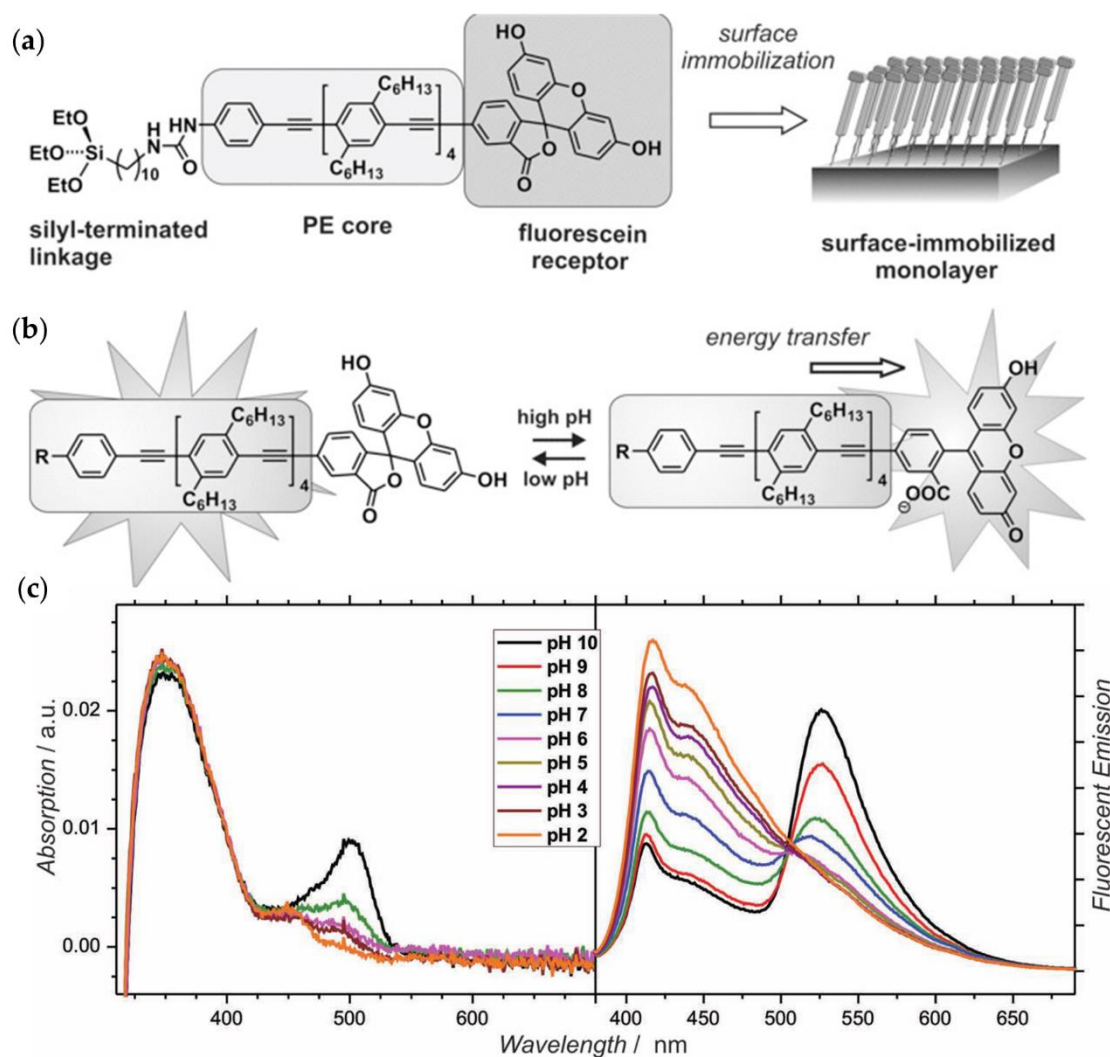 (a)
HO
C₆H₁₃
O
surface
immobilization
EtO
EtO
EtO
Si
10
H
N
HN
O
C₆H₁₃
4
O
O
OH
silyl-terminated
linkage
PE core
fluorescein
receptor
surface-immobilized
monolayer
(b)
energy transfer
HO
C₆H₁₃
O
R
C₆H₁₃
4
O
O
OH
high pH
low pH
C₆H₁₃
R
C₆H₁₃
4
OOC
⊖
OH
O
O
(c)
Absorption / a.u.
0.02
0.01
0.00
pH 10
pH 9
pH 8
pH 7
pH 6
pH 5
pH 4
pH 3
pH 2
Fluorescent Emission
400 500 600 400 450 500 550 600 650
Wavelength / nm